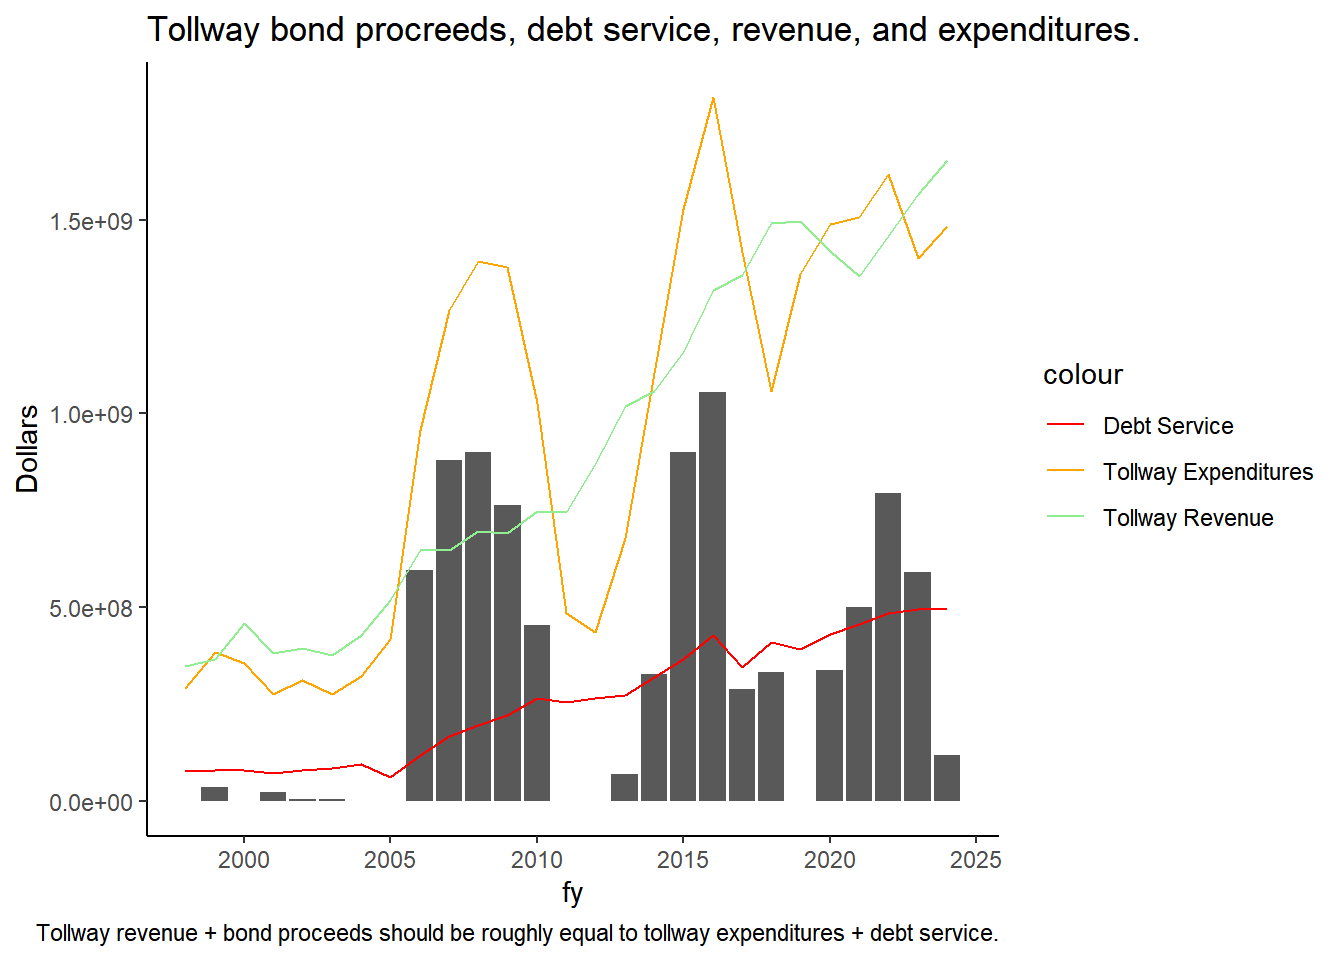 Tollway bond procreeds, debt service, revenue, and expenditures.
1.5e+09
1.0e+09
5.0e+08
0.0e+00
Dollars
2000 2005 2010 2015 2020 2025
fy
colour
Debt Service
Tollway Expenditures
Tollway Revenue
Tollway revenue + bond proceeds should be roughly equal to tollway expenditures + debt service.